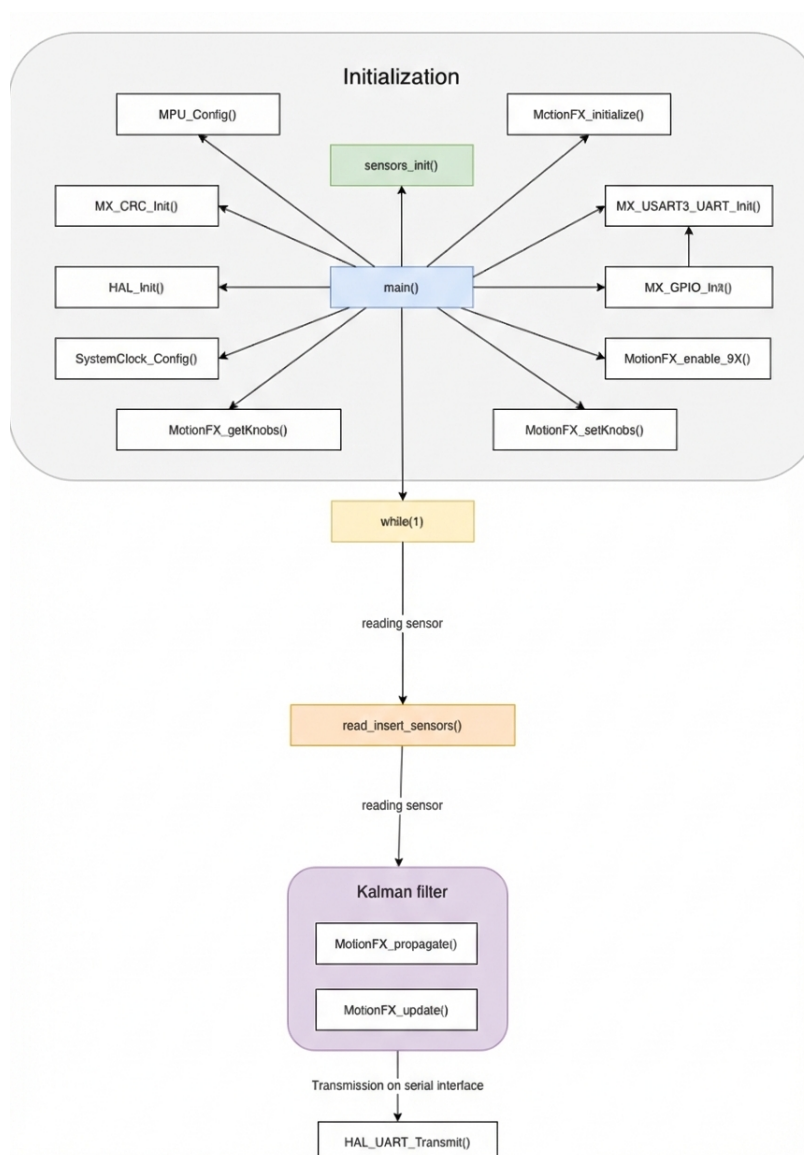 Initialization
MPU_Config()
MctionFX_initialize()
sensors_init()
MX_CRC_Init()
MX_USART3_UART_Init()
HAL_Init()
main()
MX_GPIO_Init()
SystemClock_Config()
MotionFX_enable_9X()
MotionFX_getKnobs()
MotionFX_setKnobs()
while(1)
reading sensor
read_insert_sensors()
reading sensor
Kalman filter
MotionFX_propagate()
MotionFX_update()
Transmission on serial interface
HAL_UART_Transmit()